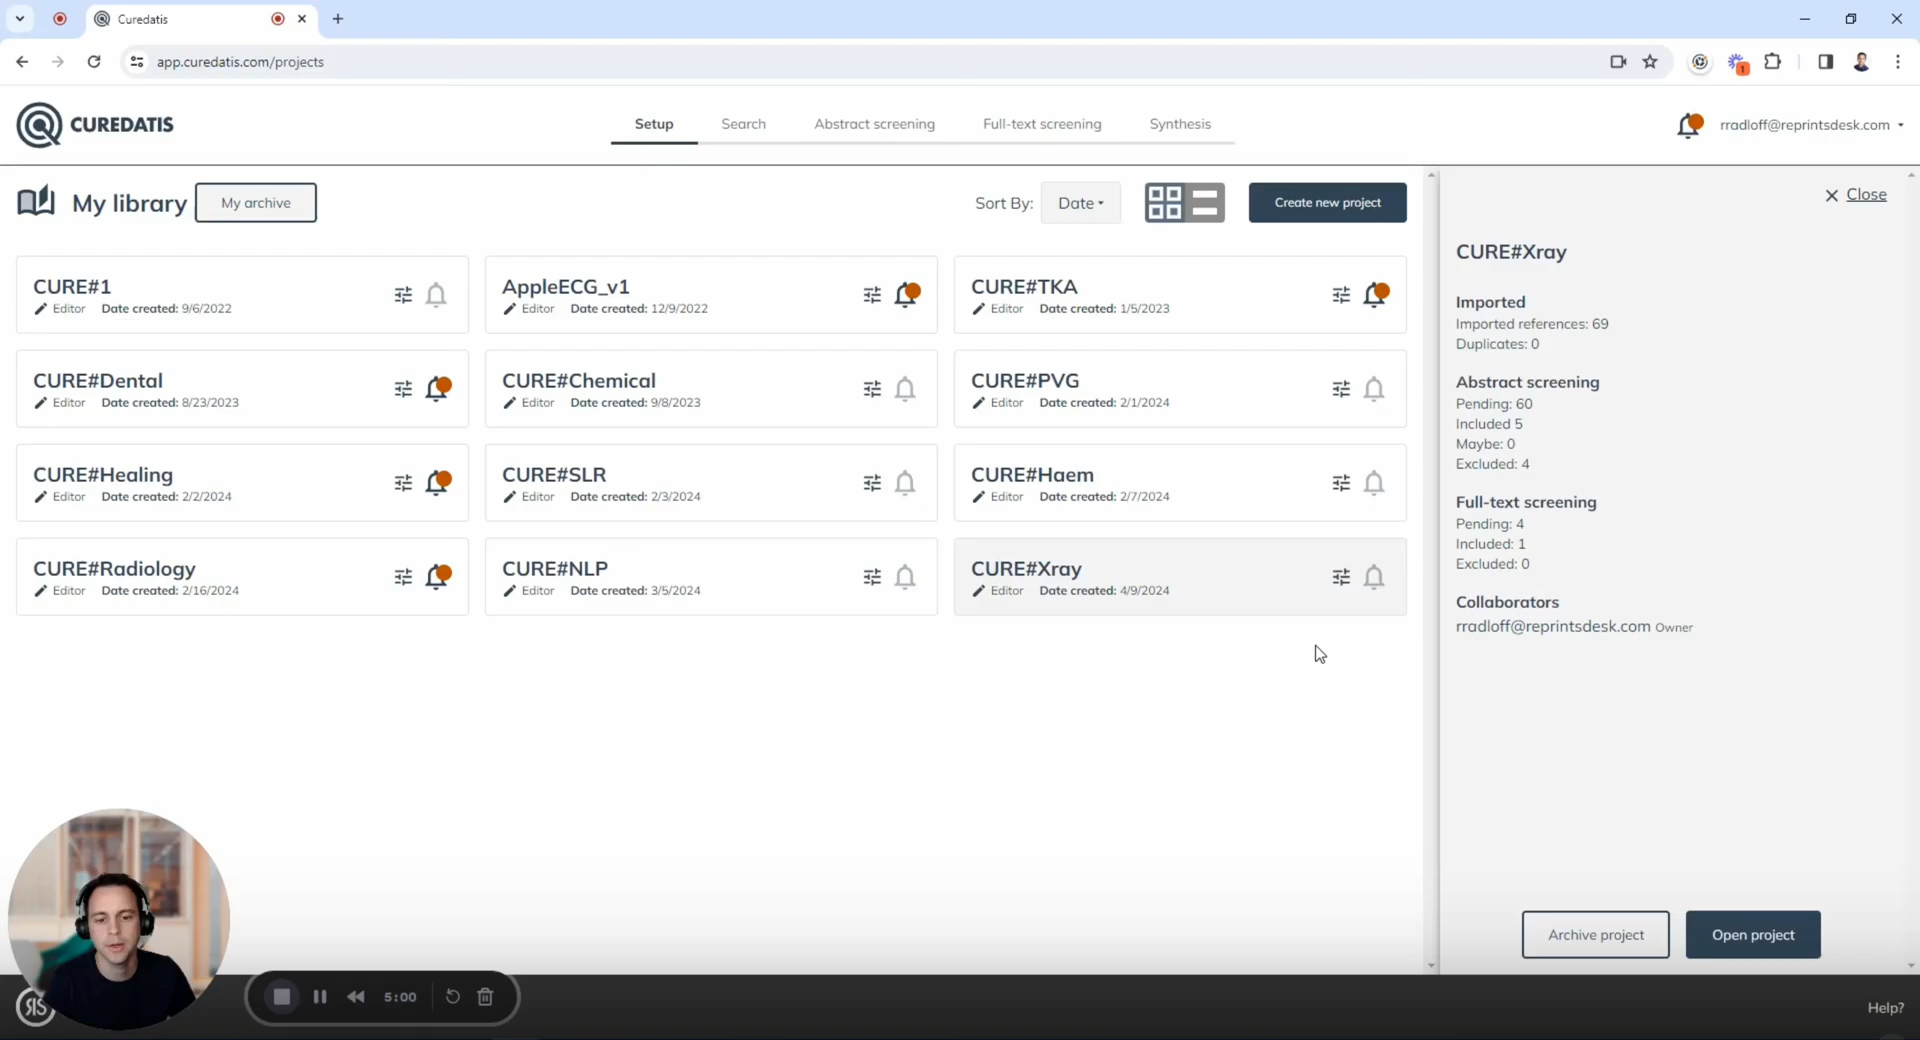 Curedatis
app.curedatis.com/projects
1
CUREDATIS
Setup
Search
Abstract screening
Full-text screening
Synthesis
rradloff@reprintsdesk.com
My library
My archive
Sort By:
Date
Create new project
CURE#1
Editor Date created: 9/6/2022
AppleECG_v1
Editor Date created: 12/9/2022
CURE#TKA
Editor Date created: 1/5/2023
CURE#Dental
Editor Date created: 8/23/2023
CURE#Chemical
Editor Date created: 9/8/2023
CURE#PVG
Editor Date created: 2/1/2024
CURE#Healing
Editor Date created: 2/2/2024
CURE#SLR
Editor Date created: 2/3/2024
CURE#Haem
Editor Date created: 2/7/2024
CURE#Radiology
Editor Date created: 2/16/2024
CURE#NLP
Editor Date created: 3/5/2024
CURE#Xray
Editor Date created: 4/9/2024
Close
CURE#Xray
Imported
Imported references: 69
Duplicates: 0
Abstract screening
Pending: 60
Included 5
Maybe: 0
Excluded: 4
Full-text screening
Pending: 4
Included: 1
Excluded: 0
Collaborators
rradloff@reprintsdesk.com Owner
Archive project
Open project
5:00
Help?